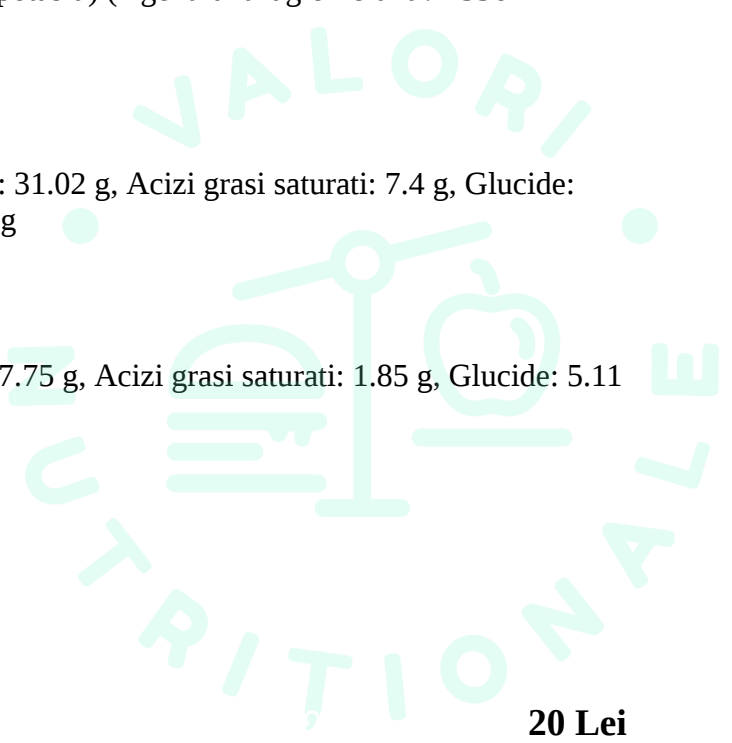 VALORI
: 31.02 g, Acizi grasi saturati: 7.4 g, Glucide:
g
7.75 g, Acizi grasi saturati: 1.85 g, Glucide: 5.11
NUTRITIONALE
20 Lei